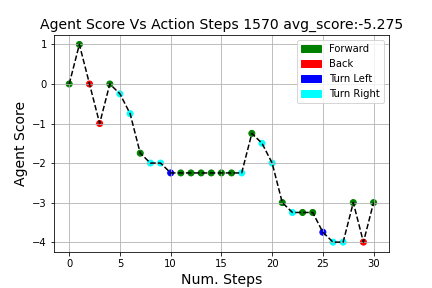 Agent Score Vs Action Steps 1570 avg_score:-5.275
Agent Score
1
0
−1
−2
−3
−4
Forward
Back
Turn Left
Turn Right
0 5 10 15 20 25 30
Num. Steps